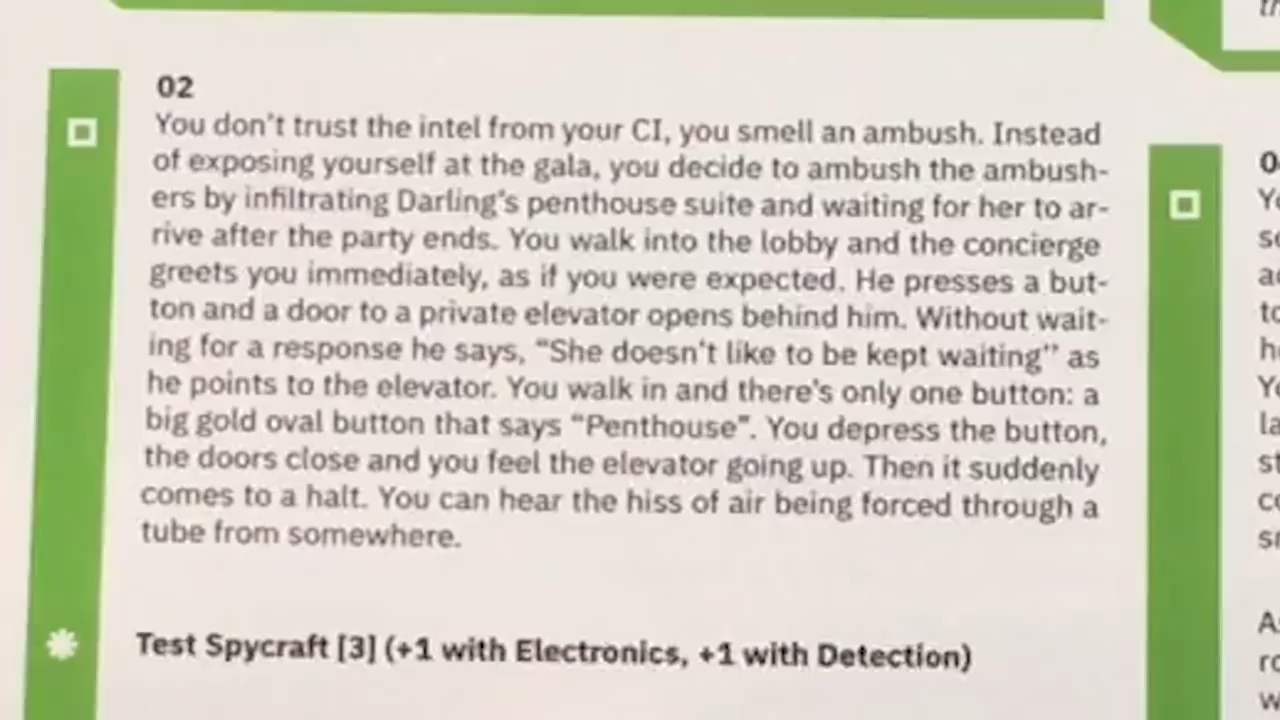 02
You don't trust the intel from your CI, you smell an ambush. Instead
of exposing yourself at the gala, you decide to ambush the ambush-
ers by infiltrating Darling's penthouse suite and waiting for her to ar-
rive after the party ends. You walk into the lobby and the concierge
greets you immediately, as if you were expected. He presses a but-
ton and a door to a private elevator opens behind him. Without wait-
ing for a response he says, “She doesn't like to be kept waiting” as
he points to the elevator. You walk in and there's only one button: a
big gold oval button that says “Penthouse”. You depress the button,
the doors close and you feel the elevator going up. Then it suddenly
comes to a halt. You can hear the hiss of air being forced through a
tube from somewhere.
Test Spycraft [3] (+1 with Electronics, +1 with Detection)